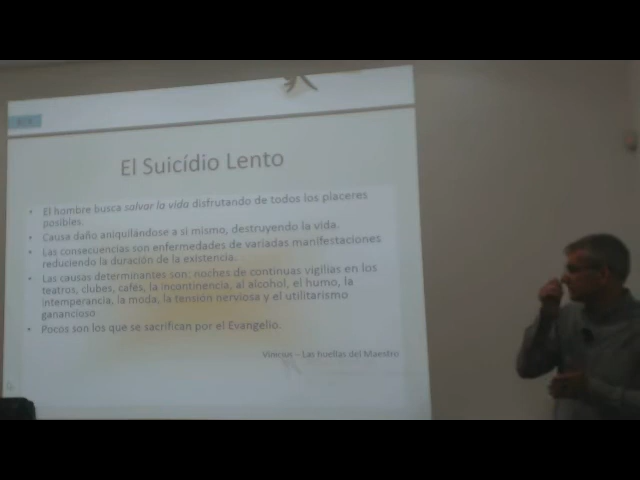 El Suicídio Lento
• El hombre busca salvar la vida disfrutando de todos los placeres
posibles.
• Causa daño aniquilándose a si mismo, destruyendo la vida.
• Las consecuencias son enfermedades de variadas manifestaciones
reduciendo la duración de la existencia.
• Las causas determinantes son: noches de continuas vigilias en los
teatros, clubes, cafés, la incontinencia, al alcohol, el humo, la
intemperancia, la moda, la tensión nerviosa y el utilitarismo
ganancioso
• Pocos son los que se sacrifican por el Evangelio.
Vinicius – Las huellas del Maestro